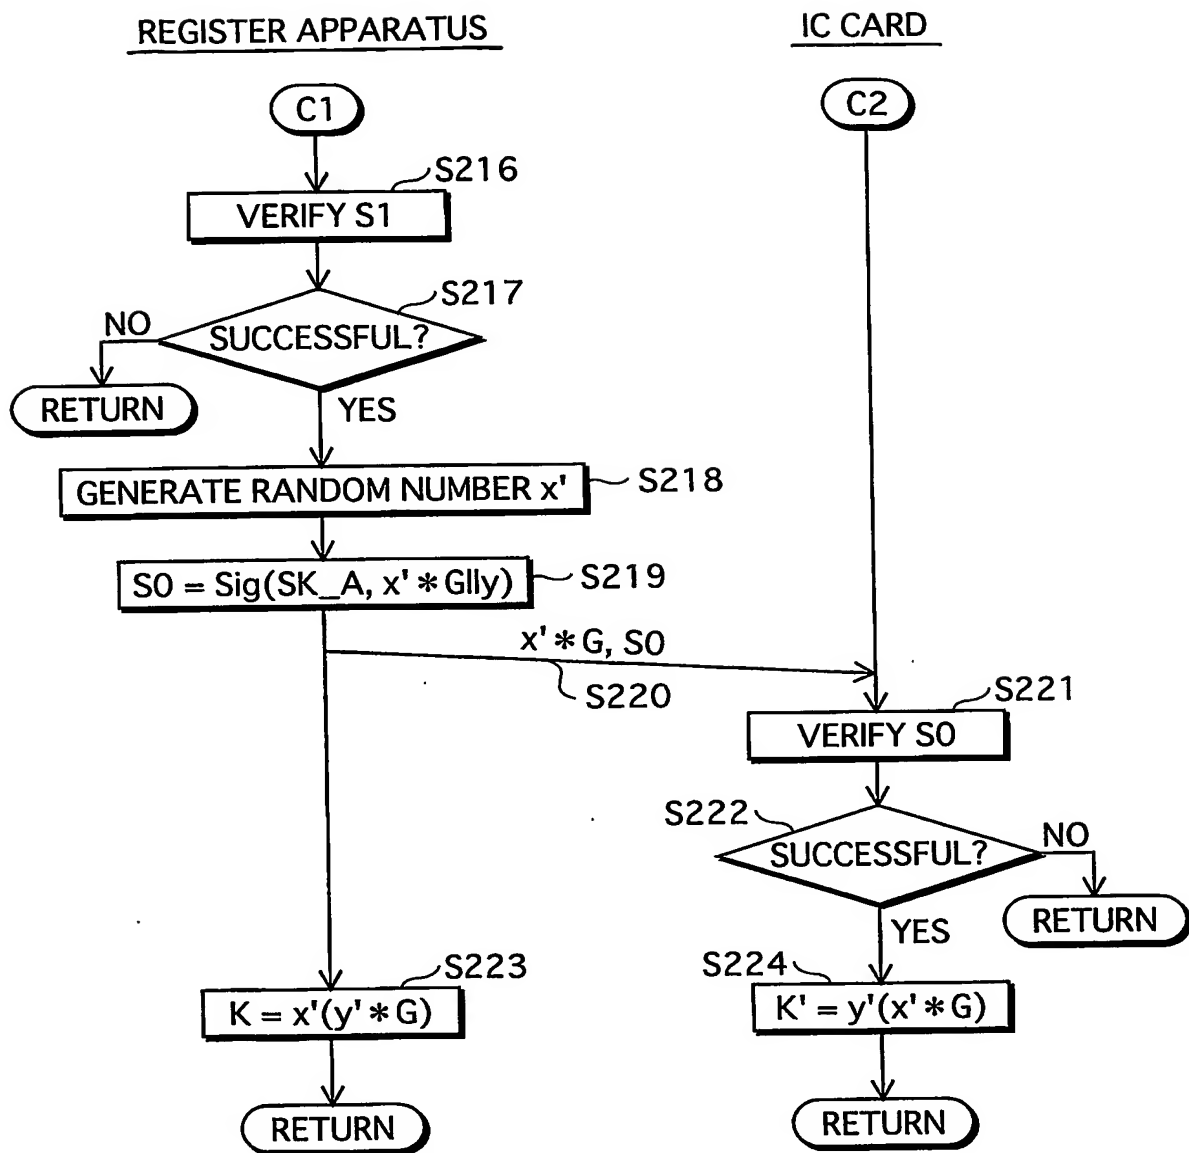 REGISTER APPARATUS
IC CARD
C1
C2
S216
VERIFY S1
S217
NO
SUCCESSFUL?
RETURN
YES
GENERATE RANDOM NUMBER x'
S218
S0 = Sig(SK_A, x' * G||y)
S219
x' * G, S0
S220
S221
VERIFY S0
S222
SUCCESSFUL?
NO
RETURN
YES
S223
K = x'(y' * G)
S224
K' = y'(x' * G)
RETURN
RETURN